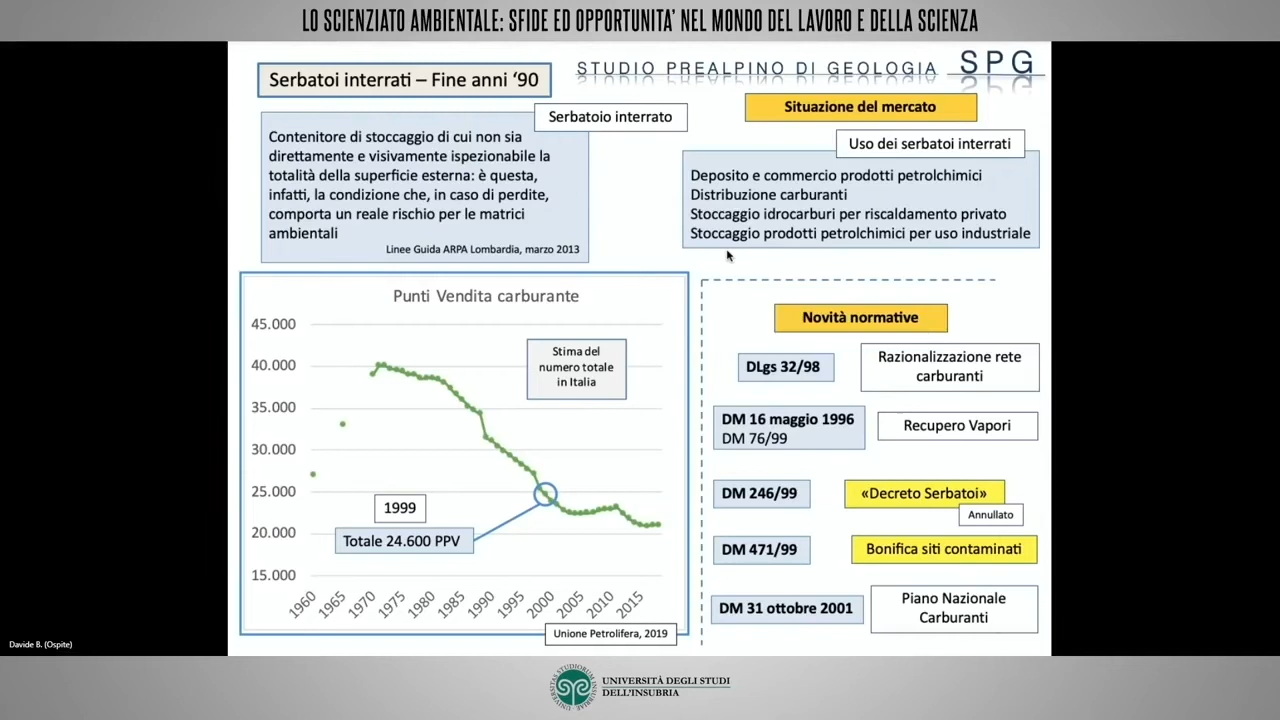 LO SCIENZIATO AMBIENTALE: SFIDE ED OPPORTUNITA' NEL MONDO DEL LAVORO E DELLA SCIENZA
Serbatoi interrati – Fine anni '90
STUDIO PREALPINO DI GEOLOGIA SPG
Serbatoio interrato
Contenitore di stoccaggio di cui non sia
direttamente e visivamente ispezionabile la
totalità della superficie esterna: è questa,
infatti, la condizione che, in caso di perdite,
comporta un reale rischio per le matrici
ambientali
Linee Guida ARPA Lombardia, marzo 2013
Situazione del mercato
Uso dei serbatoi interrati
Deposito e commercio prodotti petrolchimici
Distribuzione carburanti
Stoccaggio idrocarburi per riscaldamento privato
Stoccaggio prodotti petrolchimici per uso industriale
Punti Vendita carburante
45.000
40.000
35.000
30.000
25.000
20.000
15.000
Stima del
numero totale
in Italia
1999
Totale 24.600 PPV
1960
1965
1970
1975
1980
1985
1990
1995
2000
2005
2010
2015
Unione Petrolifera, 2019
Novità normative
DLgs 32/98
Razionalizzazione rete
carburanti
DM 16 maggio 1996
DM 76/99
Recupero Vapori
DM 246/99
«Decreto Serbatoi»
Annullato
DM 471/99
Bonifica siti contaminati
DM 31 ottobre 2001
Piano Nazionale
Carburanti
Davide B. (Ospite)
UNIVERSITÀ DEGLI STUDI
DELL'INSUBRIA